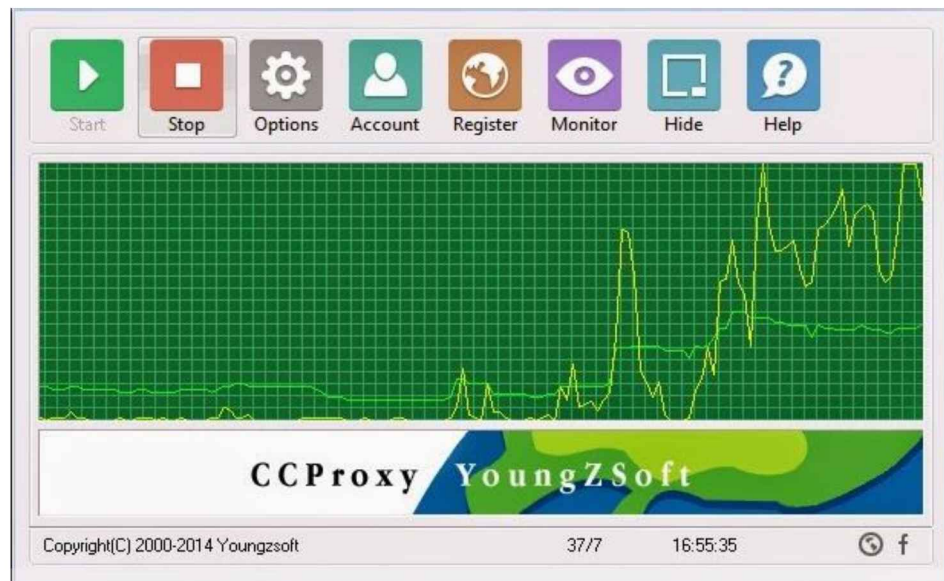 Start Stop Options Account Register Monitor Hide Help
CCProxy YoungZSoft
Copyright(C) 2000-2014 Youngzsoft 37/7 16:55:35